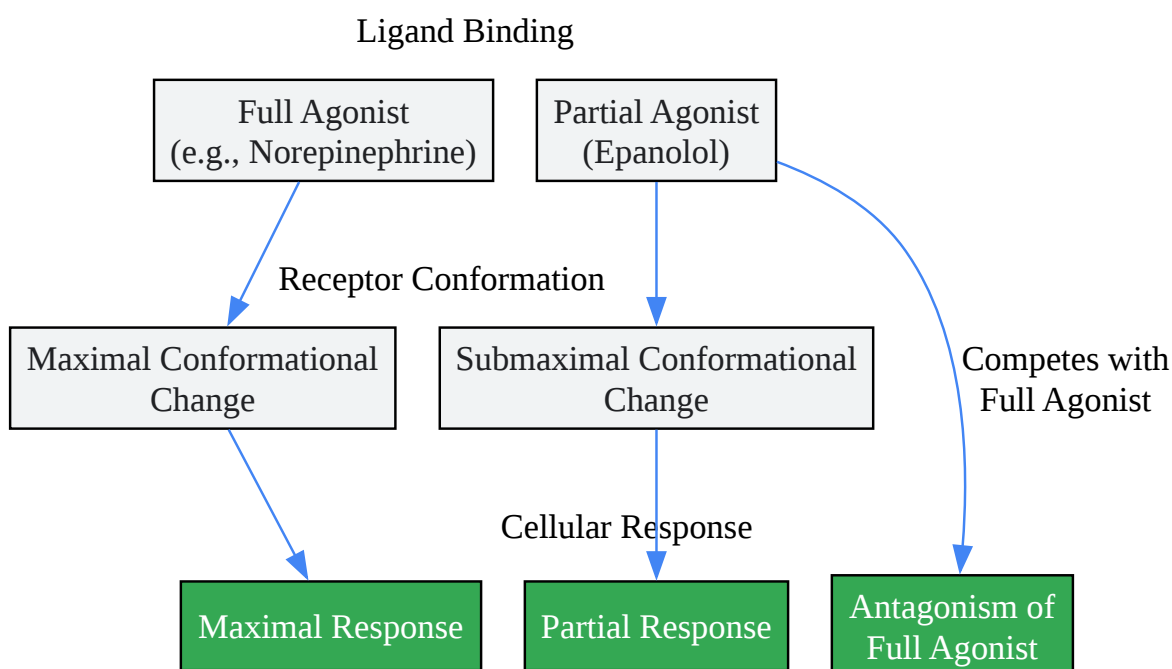 Ligand Binding
Full Agonist
(e.g., Norepinephrine)
Partial Agonist
(Epanolol)
Receptor Conformation
Maximal Conformational
Change
Submaximal Conformational
Change
Competes with
Full Agonist
Cellular Response
Maximal Response
Partial Response
Antagonism of
Full Agonist